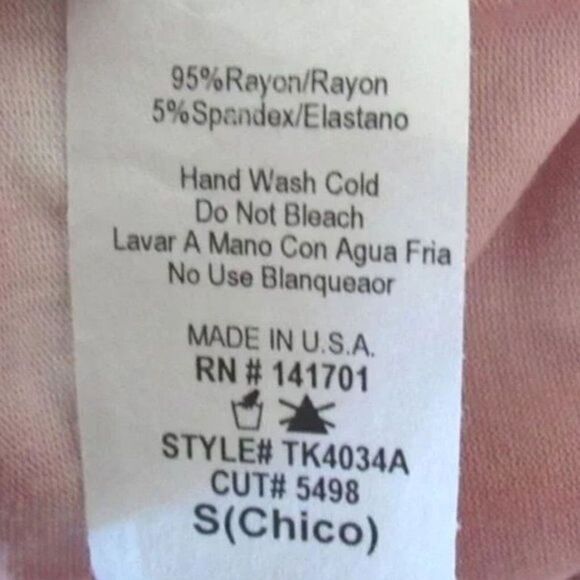 95%Rayon/Rayon
5%Spandex/Elastano
Hand Wash Cold
Do Not Bleach
Lavar A Mano Con Agua Fria
No Use Blanqueaor
MADE IN U.S.A.
RN # 141701
STYLE# TK4034A
CUT# 5498
S(Chico)